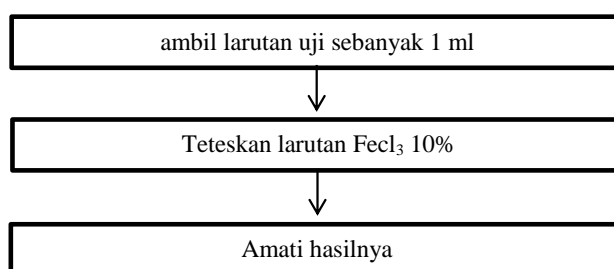 ambil larutan uji sebanyak 1 ml
Teteskan larutan Fecl₃ 10%
Amati hasilnya